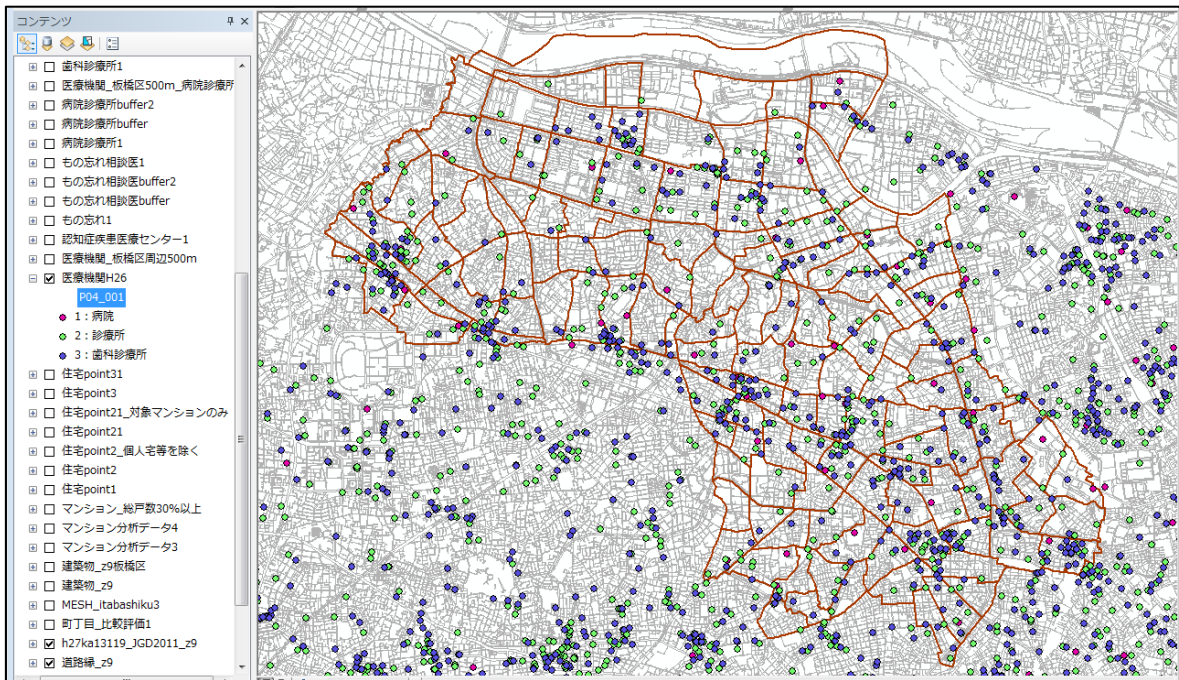 コンテンツ
歯科診療所1
医療機関_板橋区500m_病院診療所
病院診療所buffer2
病院診療所buffer
病院診療所1
もの忘れ相談医1
もの忘れ相談医buffer2
もの忘れ相談医buffer
もの忘れ1
認知症疾患医療センター1
医療機関_板橋区周辺500m
医療機関H26
P04_001
1：病院
2：診療所
3：歯科診療所
住宅point31
住宅point3
住宅point21_対象マンションのみ
住宅point21
住宅point2_個人宅等を除く
住宅point2
住宅point1
マンション_総戸数30%以上
マンション分析データ4
マンション分析データ3
建築物_z9板橋区
建築物_z9
MESH_itabashiku3
町丁目_比較評価1
h27ka13119_JGD2011_z9
道路縁_z9